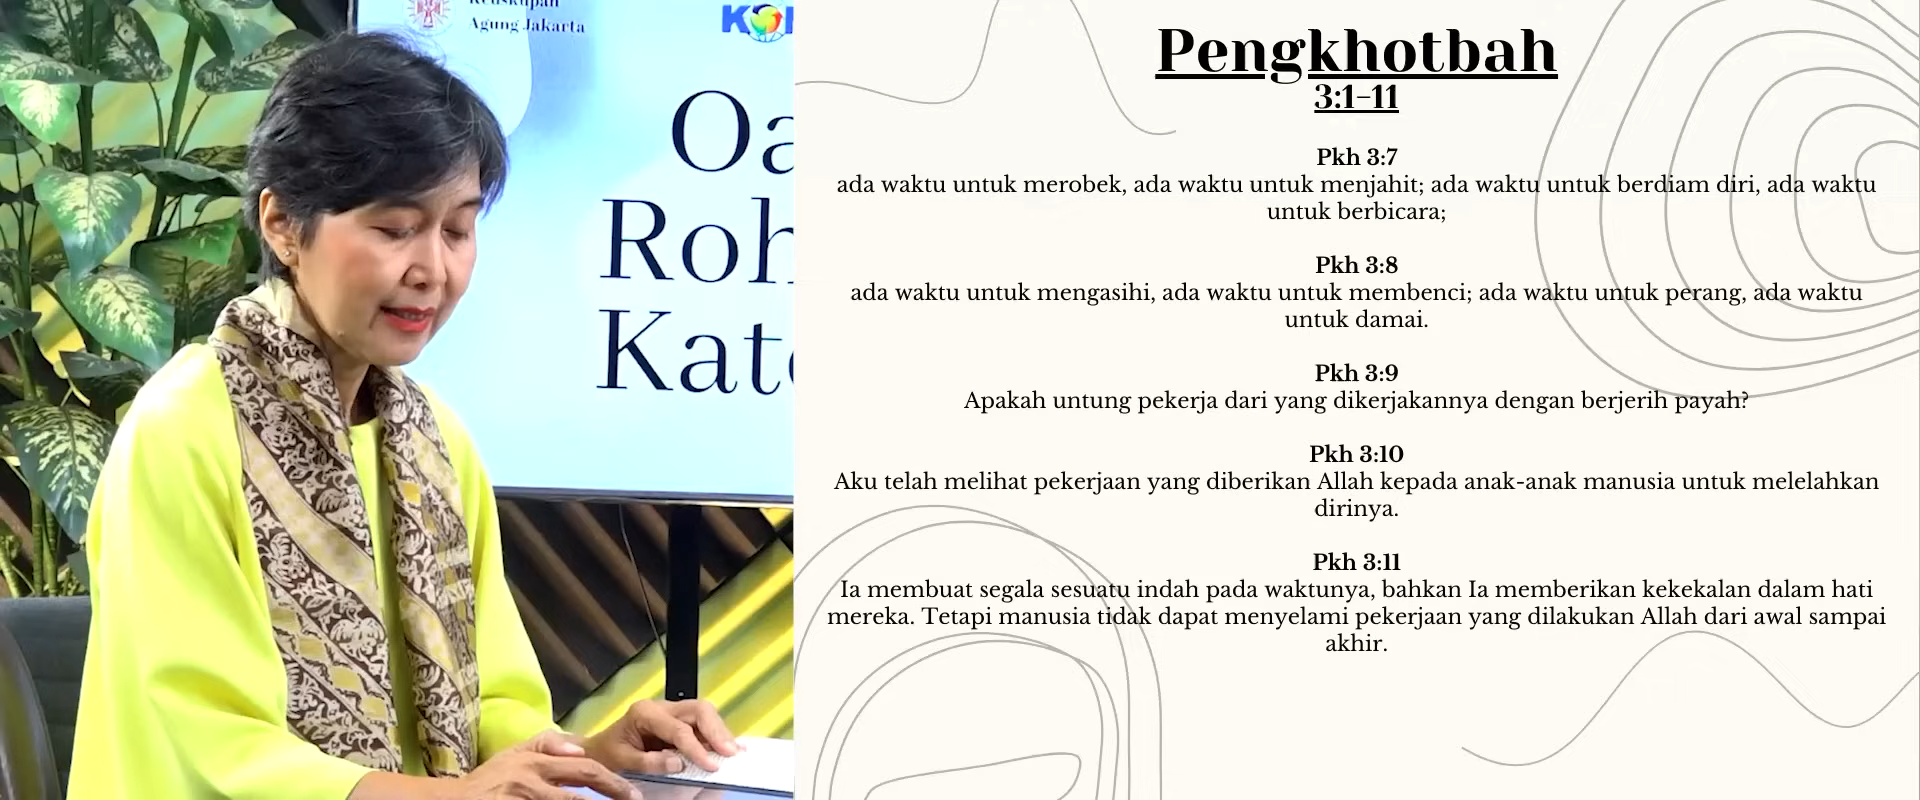 Keuskupan
Agung Jakarta
Oa
Roh
Kat
Pengkhotbah
3:1-11
Pkh 3:7
ada waktu untuk merobek, ada waktu untuk menjahit; ada waktu untuk berdiam diri, ada waktu
untuk berbicara;
Pkh 3:8
ada waktu untuk mengasihi, ada waktu untuk membenci; ada waktu untuk perang, ada waktu
untuk damai.
Pkh 3:9
Apakah untung pekerja dari yang dikerjakannya dengan berjerih payah?
Pkh 3:10
Aku telah melihat pekerjaan yang diberikan Allah kepada anak-anak manusia untuk melelahkan
dirinya.
Pkh 3:11
Ia membuat segala sesuatu indah pada waktunya, bahkan Ia memberikan kekekalan dalam hati
mereka. Tetapi manusia tidak dapat menyelami pekerjaan yang dilakukan Allah dari awal sampai
akhir.